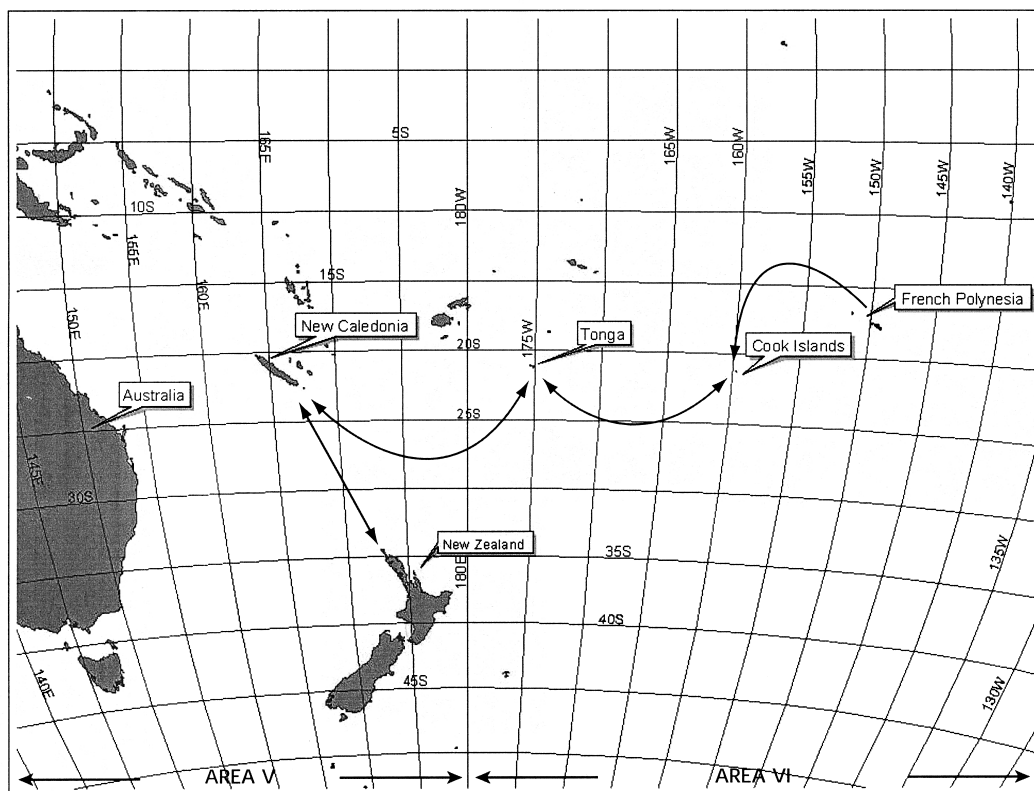 165E
5S
165W
160W
155W
150W
145W
140W
10S
180W
155E
160E
15S
150E
New Caledonia
20S
175W
Tonga
French Polynesia
Cook Islands
Australia
25S
145E
30S
New Zealand
35S
180E
135W
40S
45S
140E
130W
AREA V
AREA VI